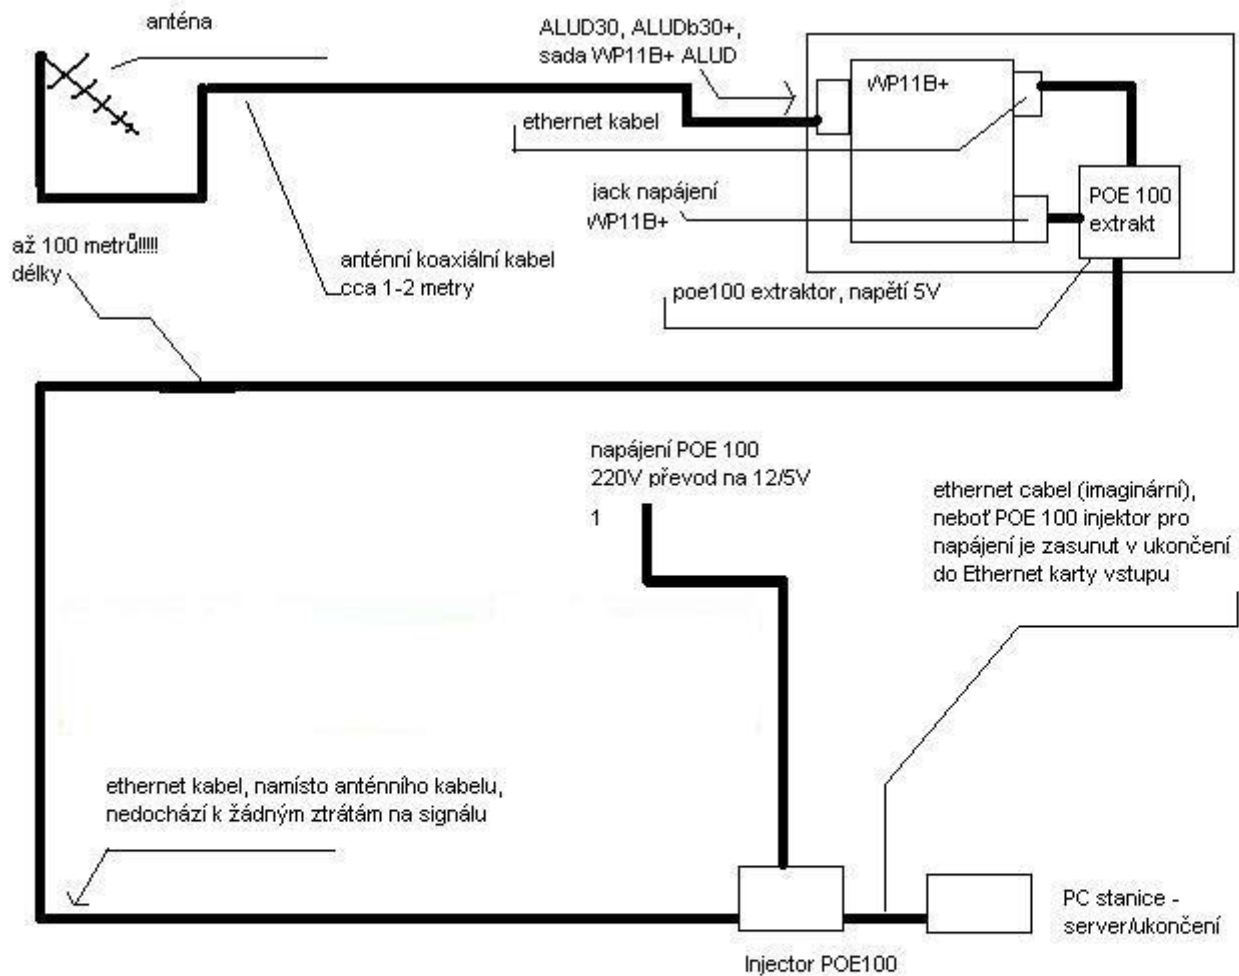 anténa
ALUD30, ALUDb30+,
sada WP11B+ ALUD
WP11B+
ethernet kabel
jack napájení
WP11B+
POE 100
extrakt
až 100 metrů!!!!!
délky
anténní koaxiální kabel
cca 1-2 metry
poe100 extraktor, napětí 5V
napájení POE 100
220V převod na 12/5V
1
ethernet cabel (imaginární),
neboť POE 100 injektor pro
napájení je zasunut v ukončení
do Ethernet karty vstupu
ethernet kabel, namísto anténního kabelu,
nedochází k žádným ztrátám na signálu
PC stanice -
server/ukončení
Injector POE100